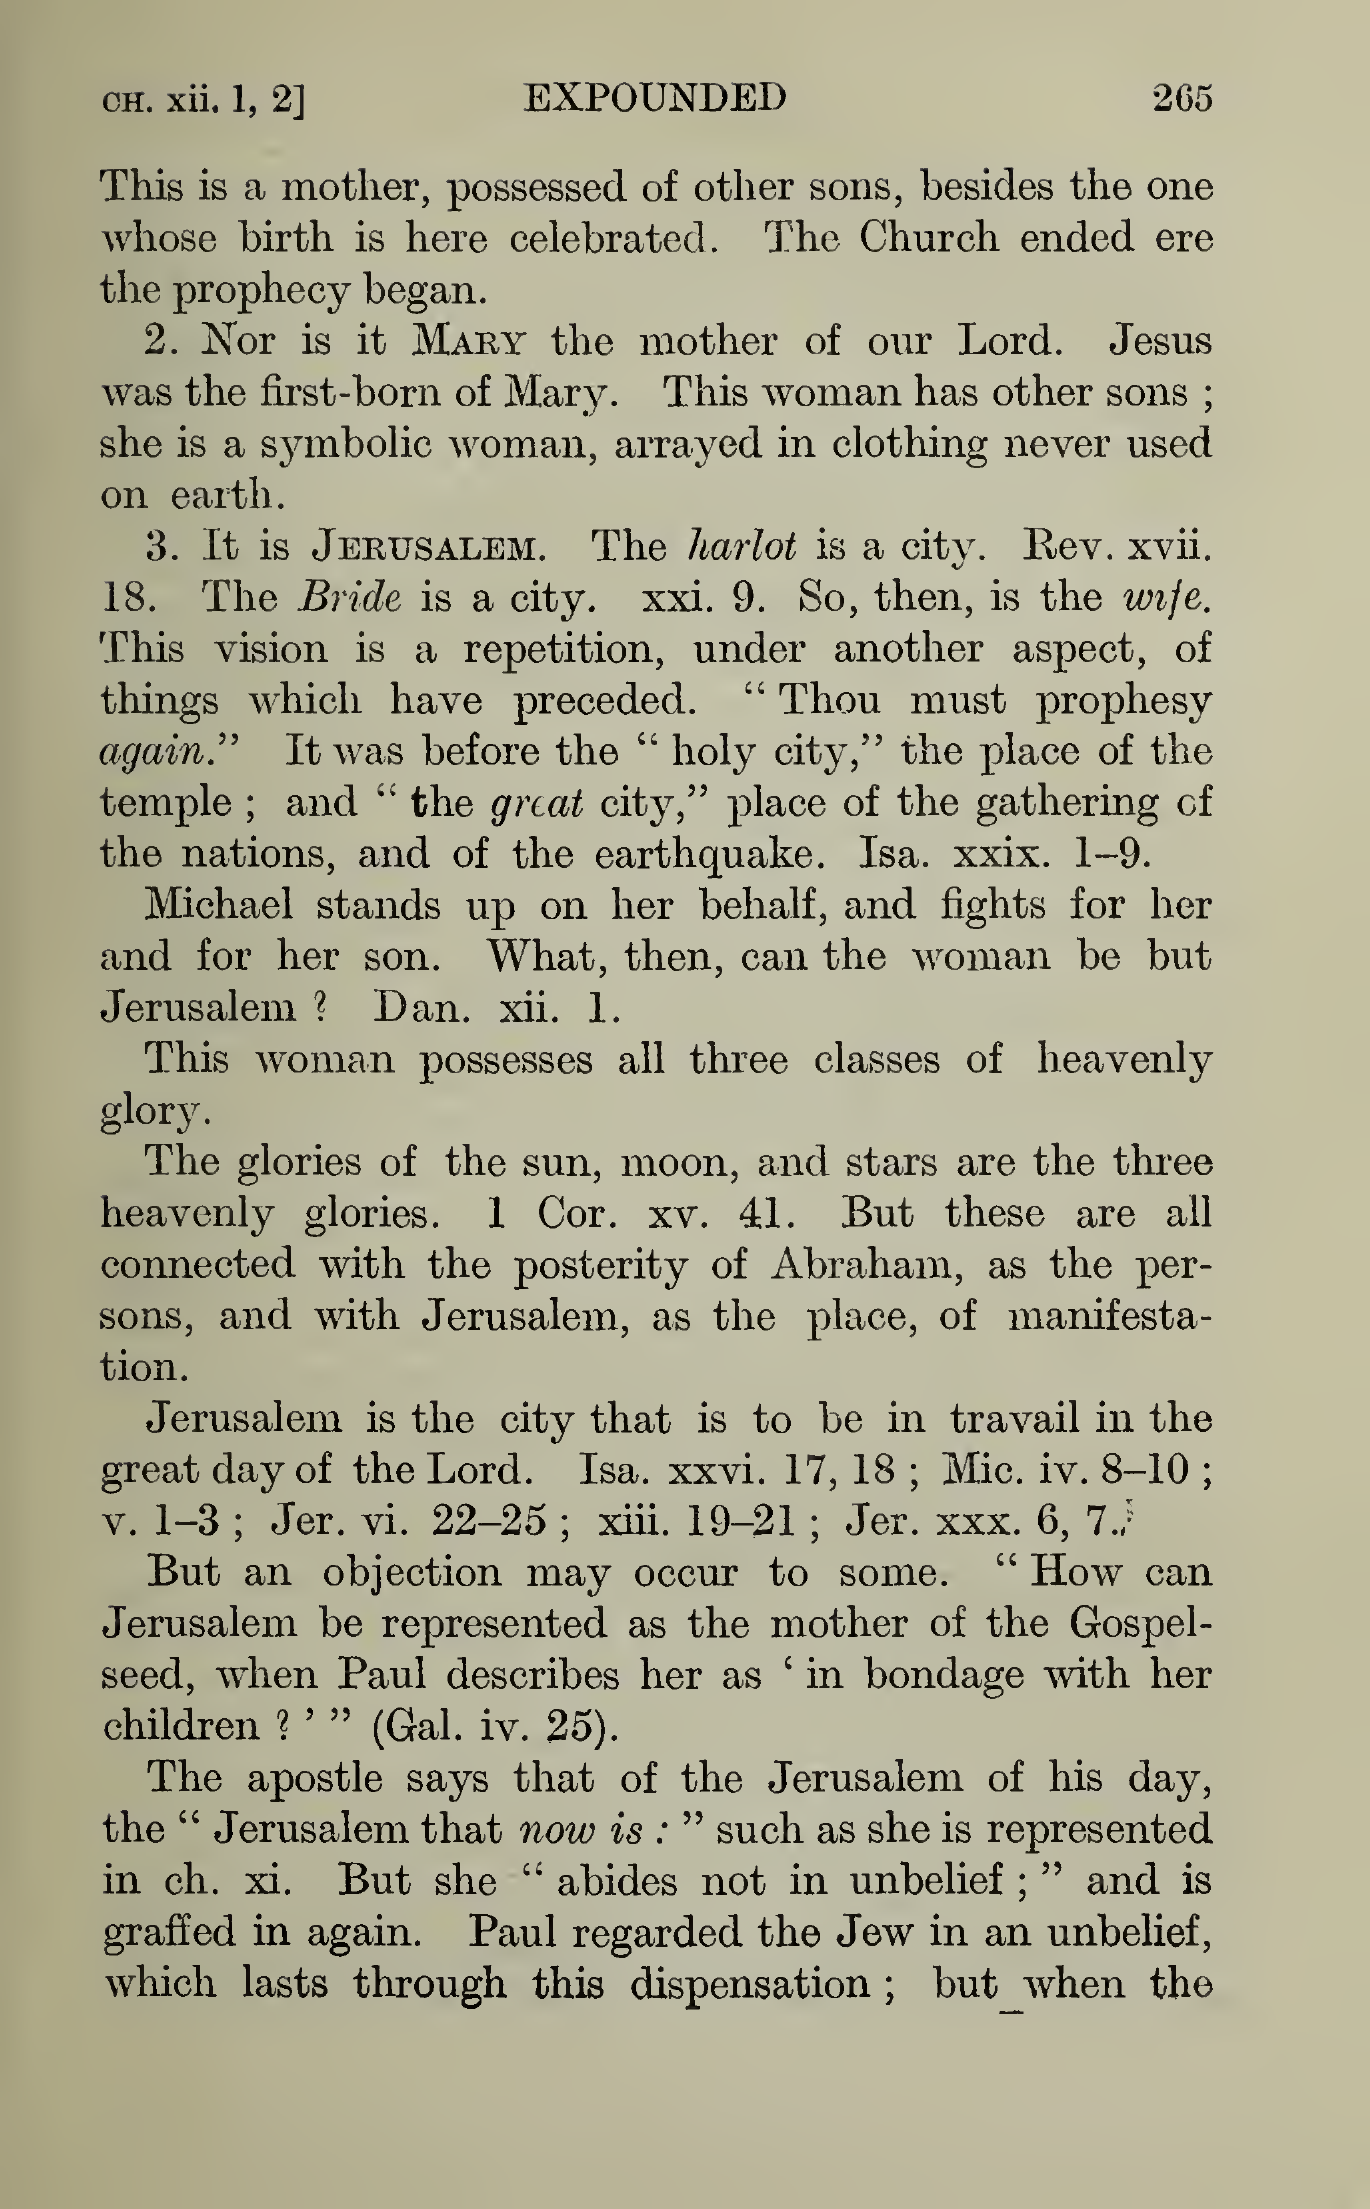 CH. xii. 1, 2] EXPOUNDED 265
This is a mother, possessed of other sons, besides the one
whose birth is here celebrated. The Church ended ere
the prophecy began.
2. Nor is it MARY the mother of our Lord. Jesus
was the first-born of Mary. This woman has other sons ;
she is a symbolic woman, arrayed in clothing never used
on earth.
3. It is JERUSALEM. The harlot is a city. Rev. xvii.
18. The Bride is a city. xxi. 9. So, then, is the wife.
This vision is a repetition, under another aspect, of
things which have preceded. “ Thou must prophesy
again.” It was before the “ holy city,” the place of the
temple ; and “ the great city,” place of the gathering of
the nations, and of the earthquake. Isa. xxix. 1–9.
Michael stands up on her behalf, and fights for her
and for her son. What, then, can the woman be but
Jerusalem ? Dan. xii. 1.
This woman possesses all three classes of heavenly
glory.
The glories of the sun, moon, and stars are the three
heavenly glories. 1 Cor. xv. 41. But these are all
connected with the posterity of Abraham, as the per-
sons, and with Jerusalem, as the place, of manifesta-
tion.
Jerusalem is the city that is to be in travail in the
great day of the Lord. Isa. xxvi. 17, 18 ; Mic. iv. 8–10 ;
v. 1–3 ; Jer. vi. 22–25 ; xiii. 19–21 ; Jer. xxx. 6, 7.
But an objection may occur to some. “ How can
Jerusalem be represented as the mother of the Gospel-
seed, when Paul describes her as ‘ in bondage with her
children ? ’ ” (Gal. iv. 25).
The apostle says that of the Jerusalem of his day,
the “ Jerusalem that now is : ” such as she is represented
in ch. xi. But she “ abides not in unbelief ; ” and is
graffed in again. Paul regarded the Jew in an unbelief,
which lasts through this dispensation ; but when the